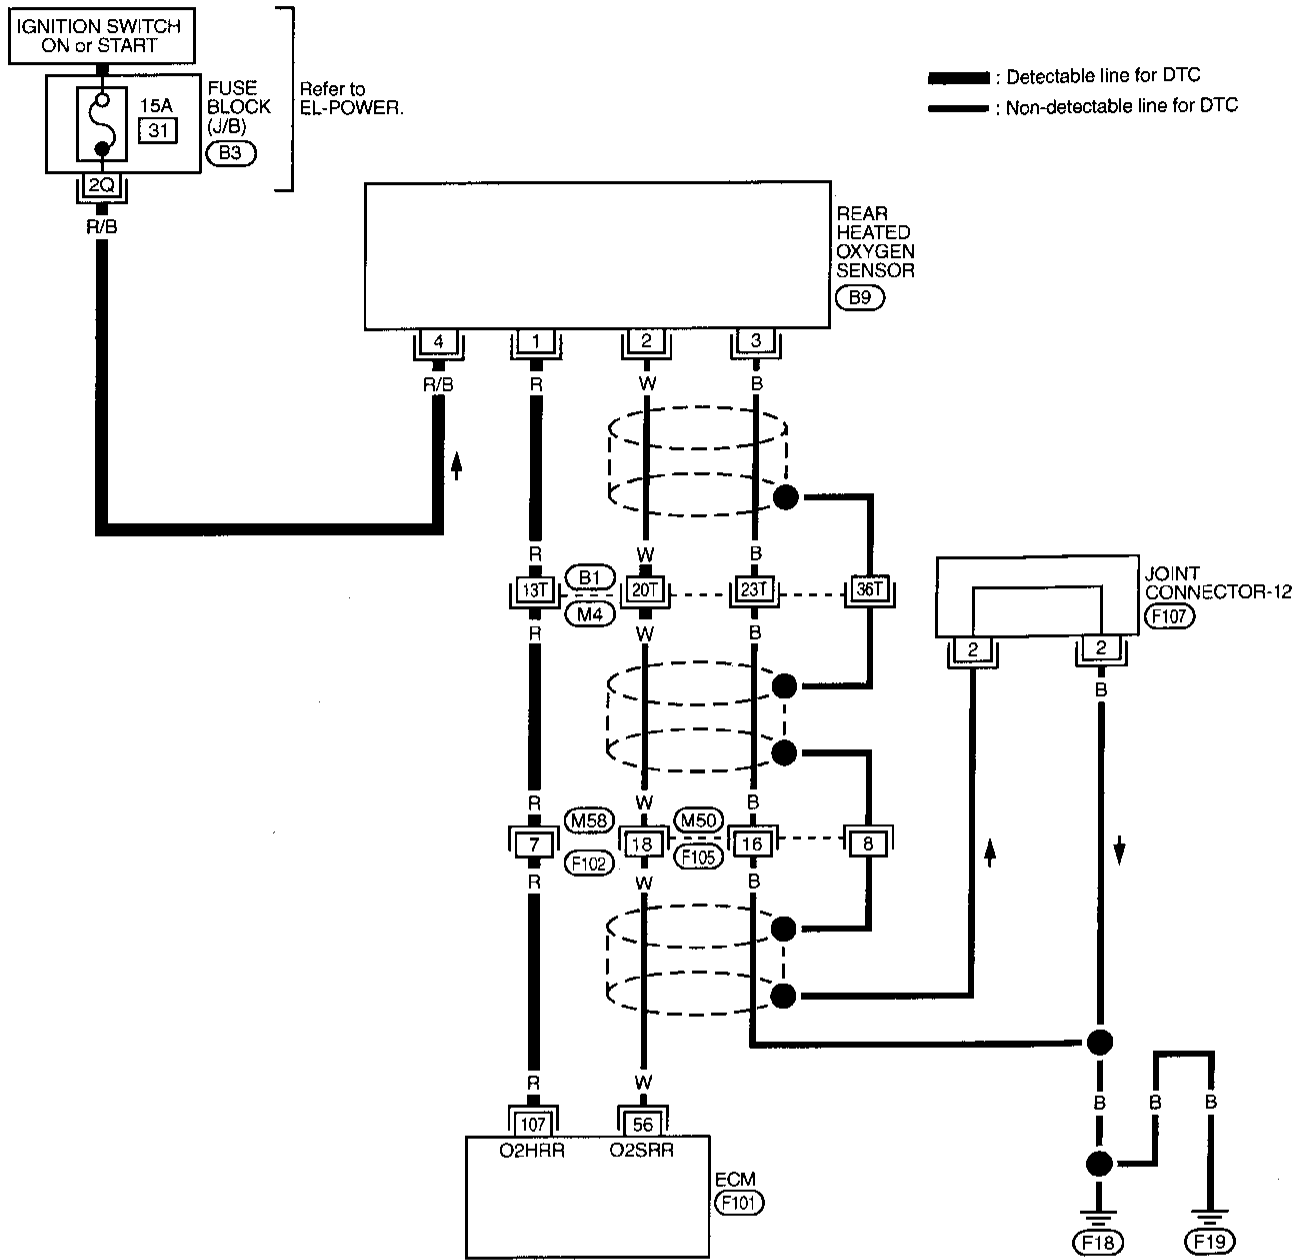 IGNITION SWITCH
ON or START
FUSE
BLOCK
(J/B)
15A
31
B3
Refer to
EL-POWER.
2Q
R/B
: Detectable line for DTC
: Non-detectable line for DTC
REAR
HEATED
OXYGEN
SENSOR
B9
4 1 2 3
R/B R W B
R W B
13T B1 20T 23T 36T
M4
R W B
JOINT
CONNECTOR-12
F107
2 2
B
R W B
M58 M50
7 18 16 8
F102 F105
R W B
R W
B B B
107 56
O2HRR O2SRR
ECM
F101
F18 F19